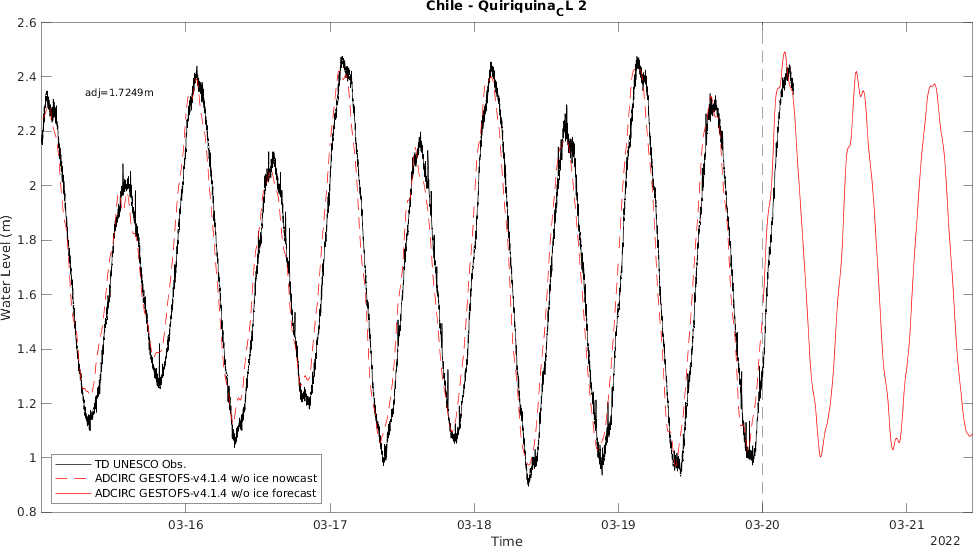 Chile - Quiriquina_CL 2
2.6
2.4
adj=1.7249m
2.2
2
1.8
Water Level (m)
1.6
1.4
1.2
1
0.8
TD UNESCO Obs.
ADCIRC GESTOFS-v4.1.4 w/o ice nowcast
ADCIRC GESTOFS-v4.1.4 w/o ice forecast
03-16 03-17 03-18 03-19 03-20 03-21
Time
2022